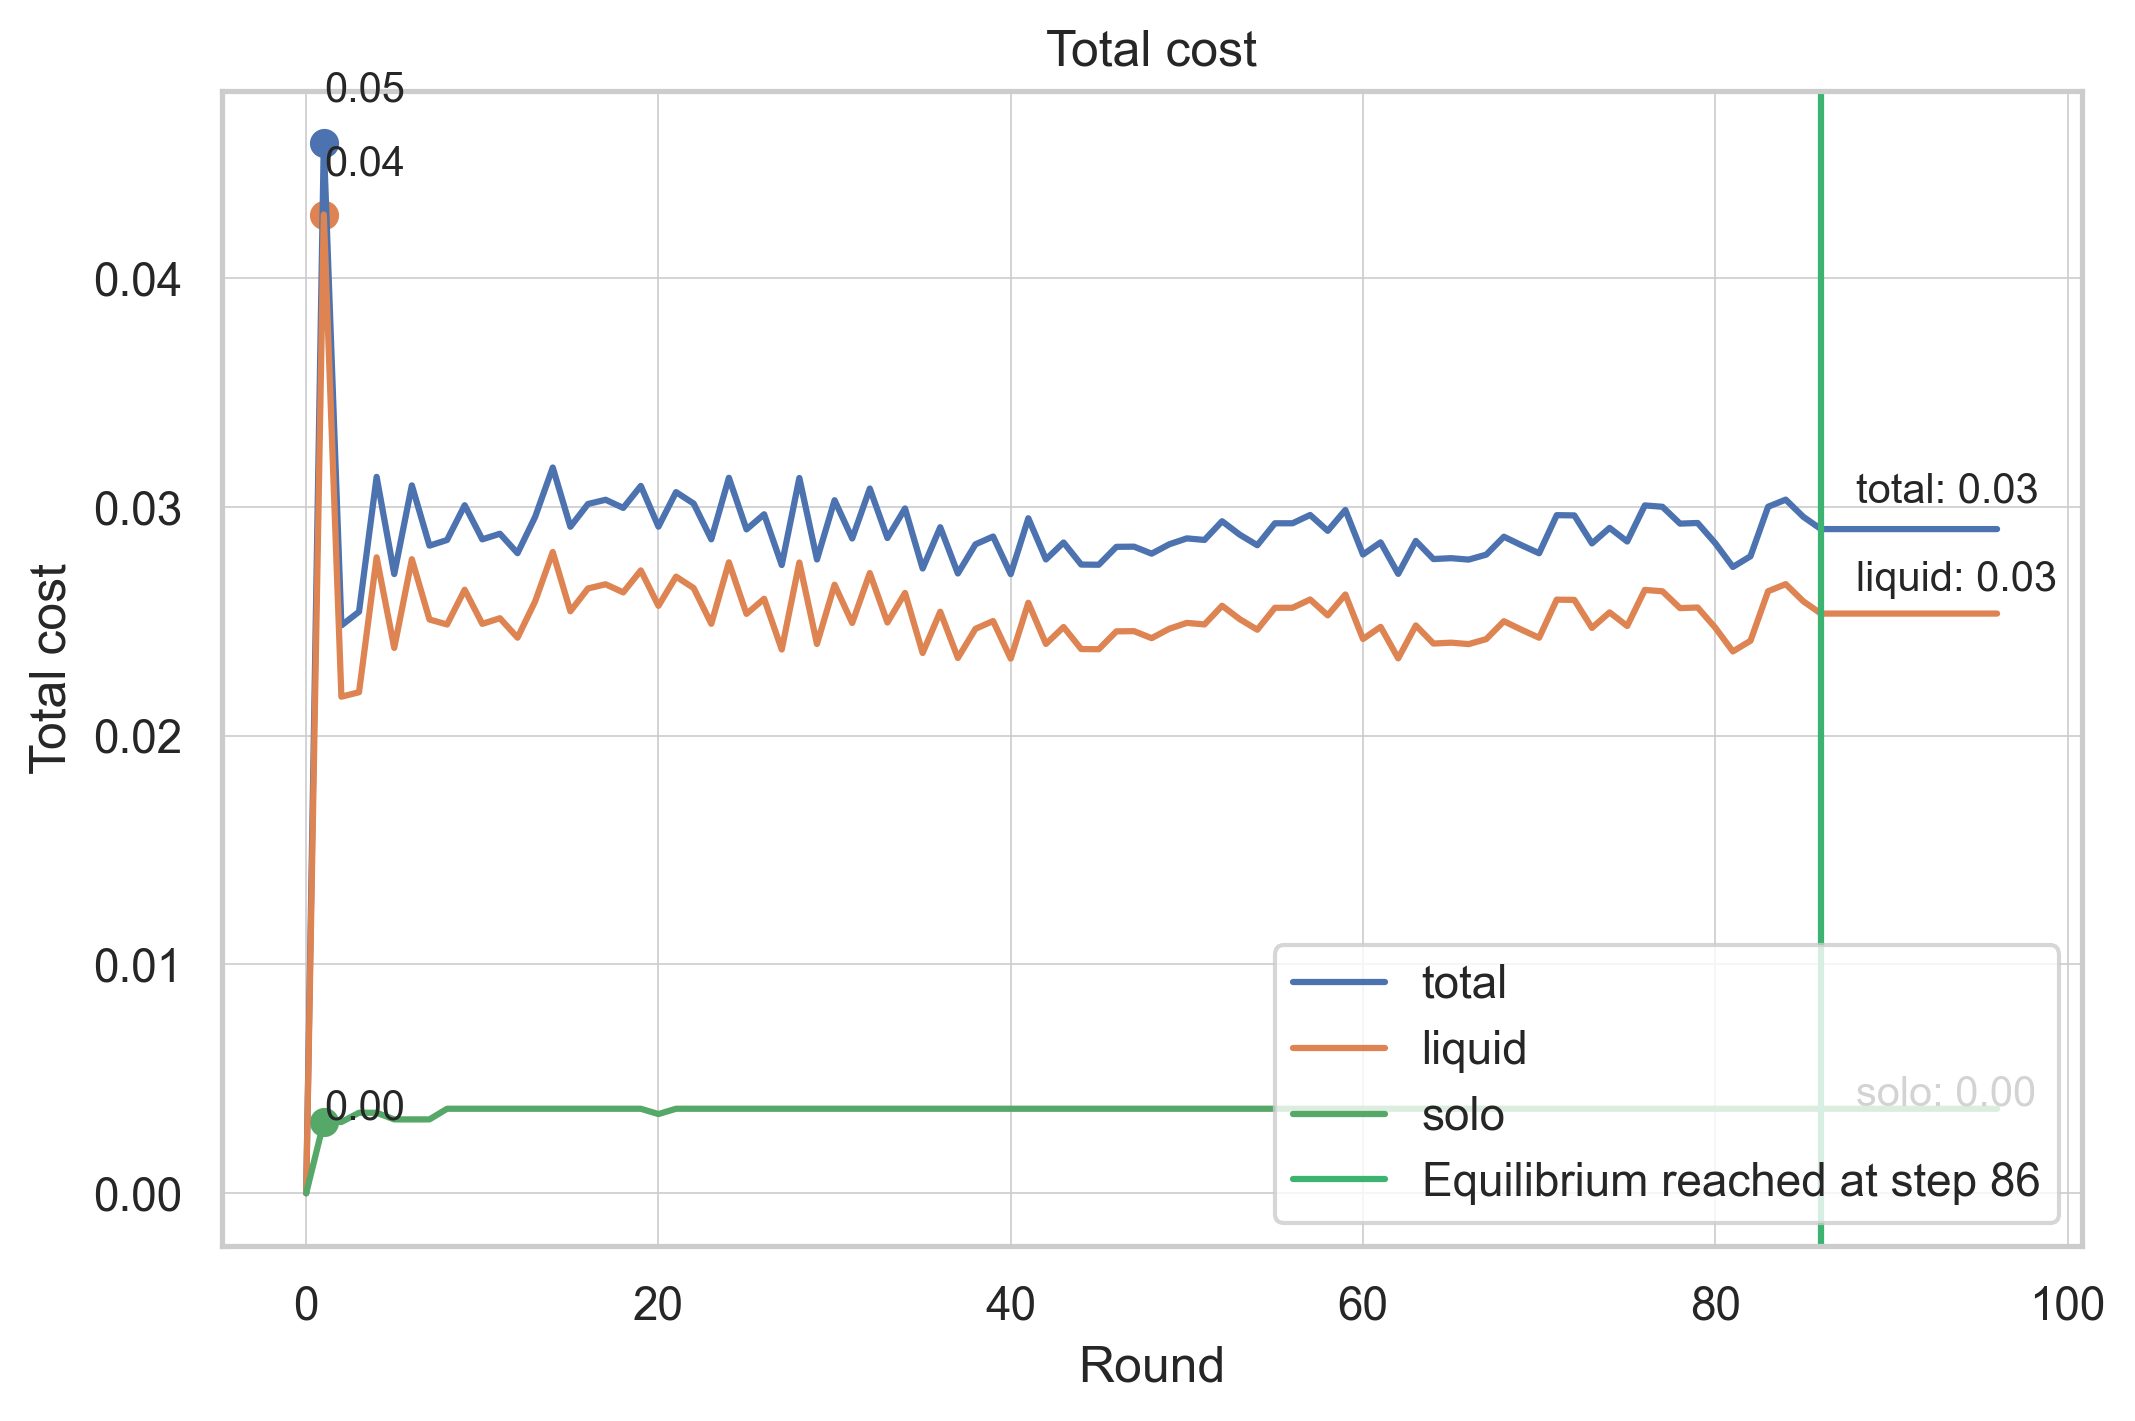 Total cost
0.05
0.04
0.04
0.03
0.02
0.01
0.00
Total cost
total: 0.03
liquid: 0.03
0.00
solo: 0.00
total
liquid
solo
Equilibrium reached at step 86
0
20
40
60
80
100
Round